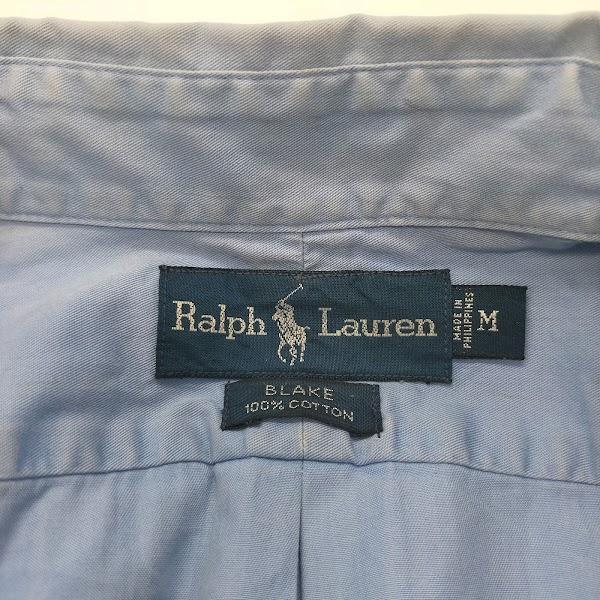 Ralph Lauren
MADE IN
PHILIPPINES
M
BLAKE
100% COTTON